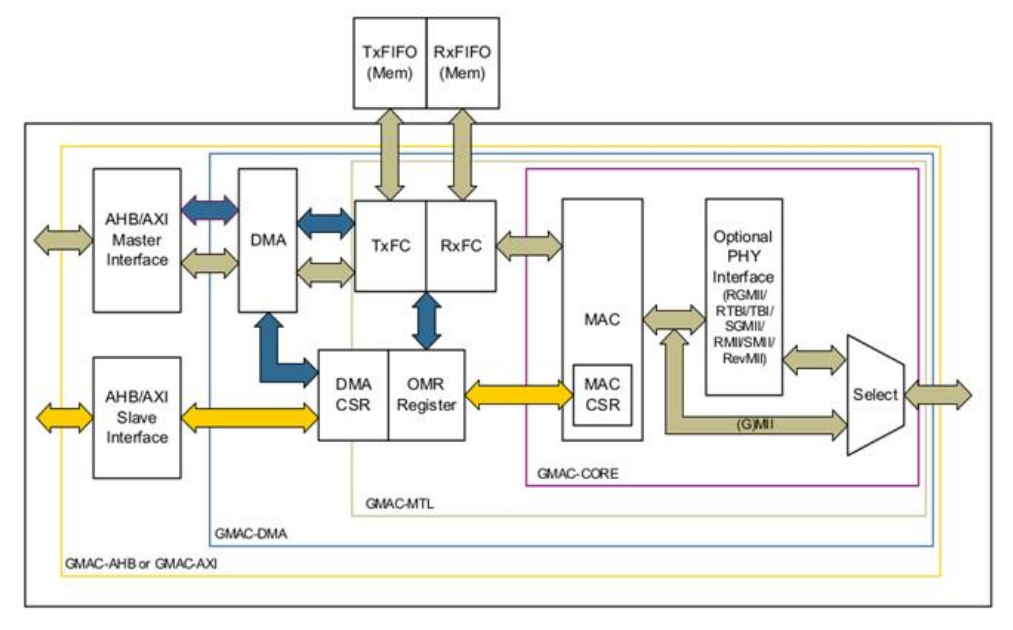 TxFIFO
(Mem)
RxFIFO
(Mem)
AHB/AXI
Master
Interface
DMA
TxFC
RxFC
MAC
Optional
PHY
Interface
(RGMII/
RTBI/TBI/
SGMII/
RMII/SMII/
RevMII)
AHB/AXI
Slave
Interface
DMA
CSR
OMR
Register
MAC
CSR
Select
(G)MII
GMAC-CORE
GMAC-MTL
GMAC-DMA
GMAC-AHB or GMAC-AXI